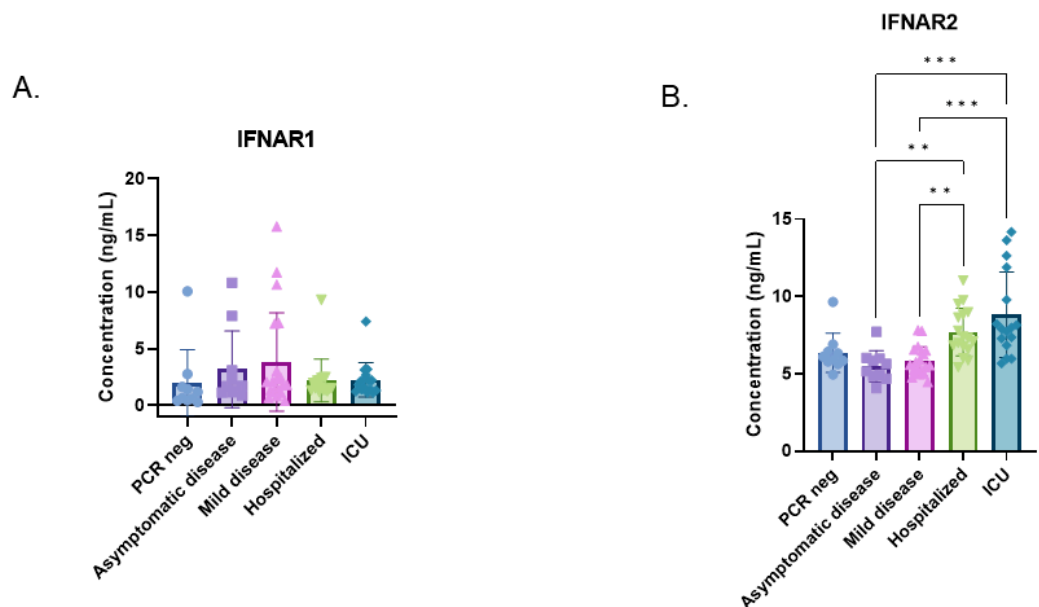 A.
IFNAR1
Concentration (ng/mL)
20
15
10
5
0
PCR neg
Asymptomatic disease
Mild disease
Hospitalized
ICU
B.
IFNAR2
* * *
* * *
* *
* *
Concentration (ng/mL)
15
10
5
0
PCR neg
Asymptomatic disease
Mild disease
Hospitalized
ICU